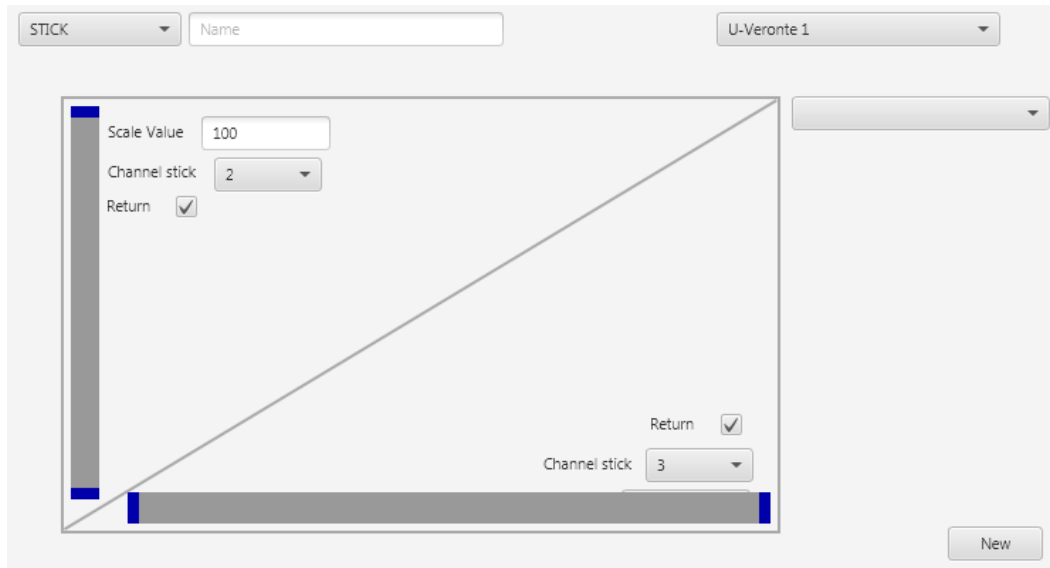 STICK Name U-Veronte 1
Scale Value 100
Channel stick 2
Return
Return
Channel stick 3
New